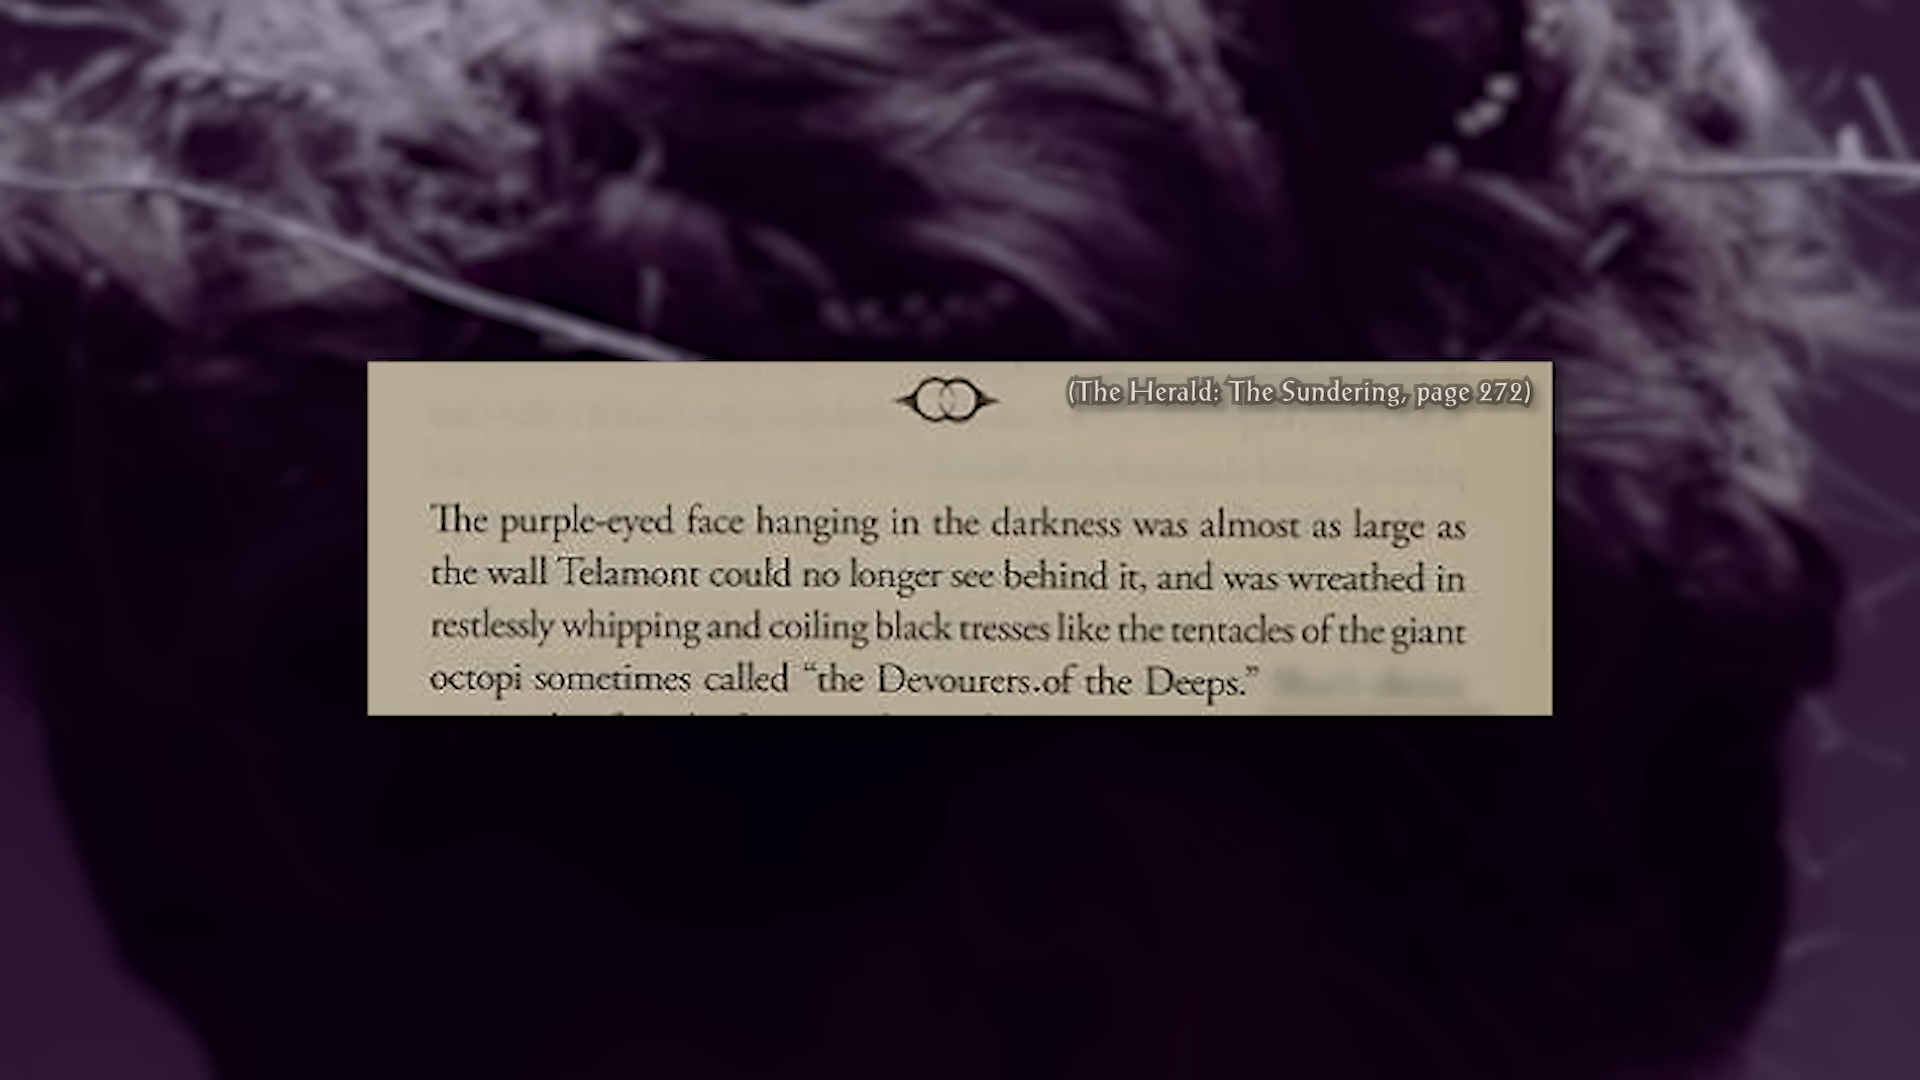 (The Herald: The Sundering, page 272)
The purple-eyed face hanging in the darkness was almost as large as
the wall Telamont could no longer see behind it, and was wreathed in
restlessly whipping and coiling black tresses like the tentacles of the giant
octopi sometimes called “the Devourers.of the Deeps.”